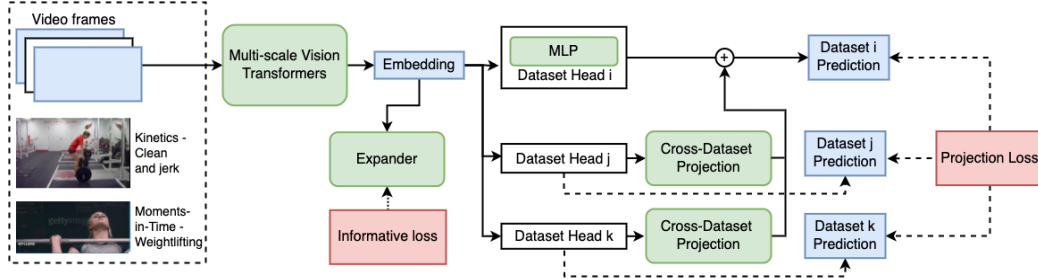 Video frames
Kinetics -
Clean
and jerk
Moments-
in-Time -
Weightlifting
Multi-scale Vision
Transformers
Embedding
Expander
Informative loss
MLP
Dataset Head i
Dataset Head j
Dataset Head k
Cross-Dataset
Projection
Cross-Dataset
Projection
+
Dataset i
Prediction
Dataset j
Prediction
Dataset k
Prediction
Projection Loss